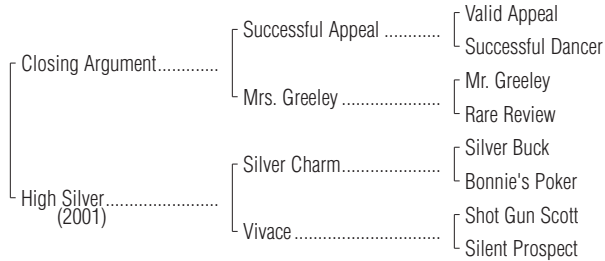 Valid Appeal
Successful Appeal ............
Successful Dancer
Closing Argument.............
Mr. Greeley
Mrs. Greeley .....................
Rare Review
Silver Buck
Silver Charm.....................
Bonnie's Poker
High Silver........................
(2001)
Shot Gun Scott
Vivace ...............................
Silent Prospect